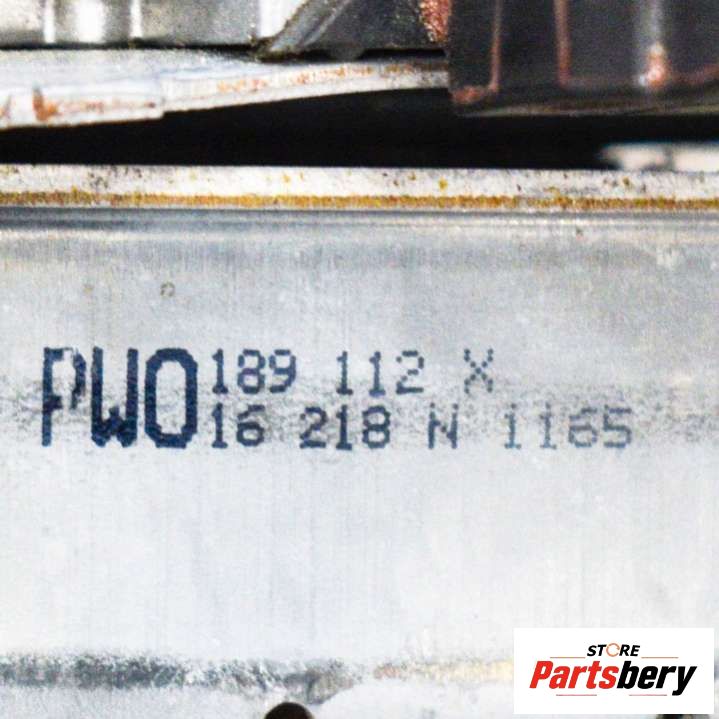 PWO 189 112 X
16 218 N 1165
STORE
Partsbery